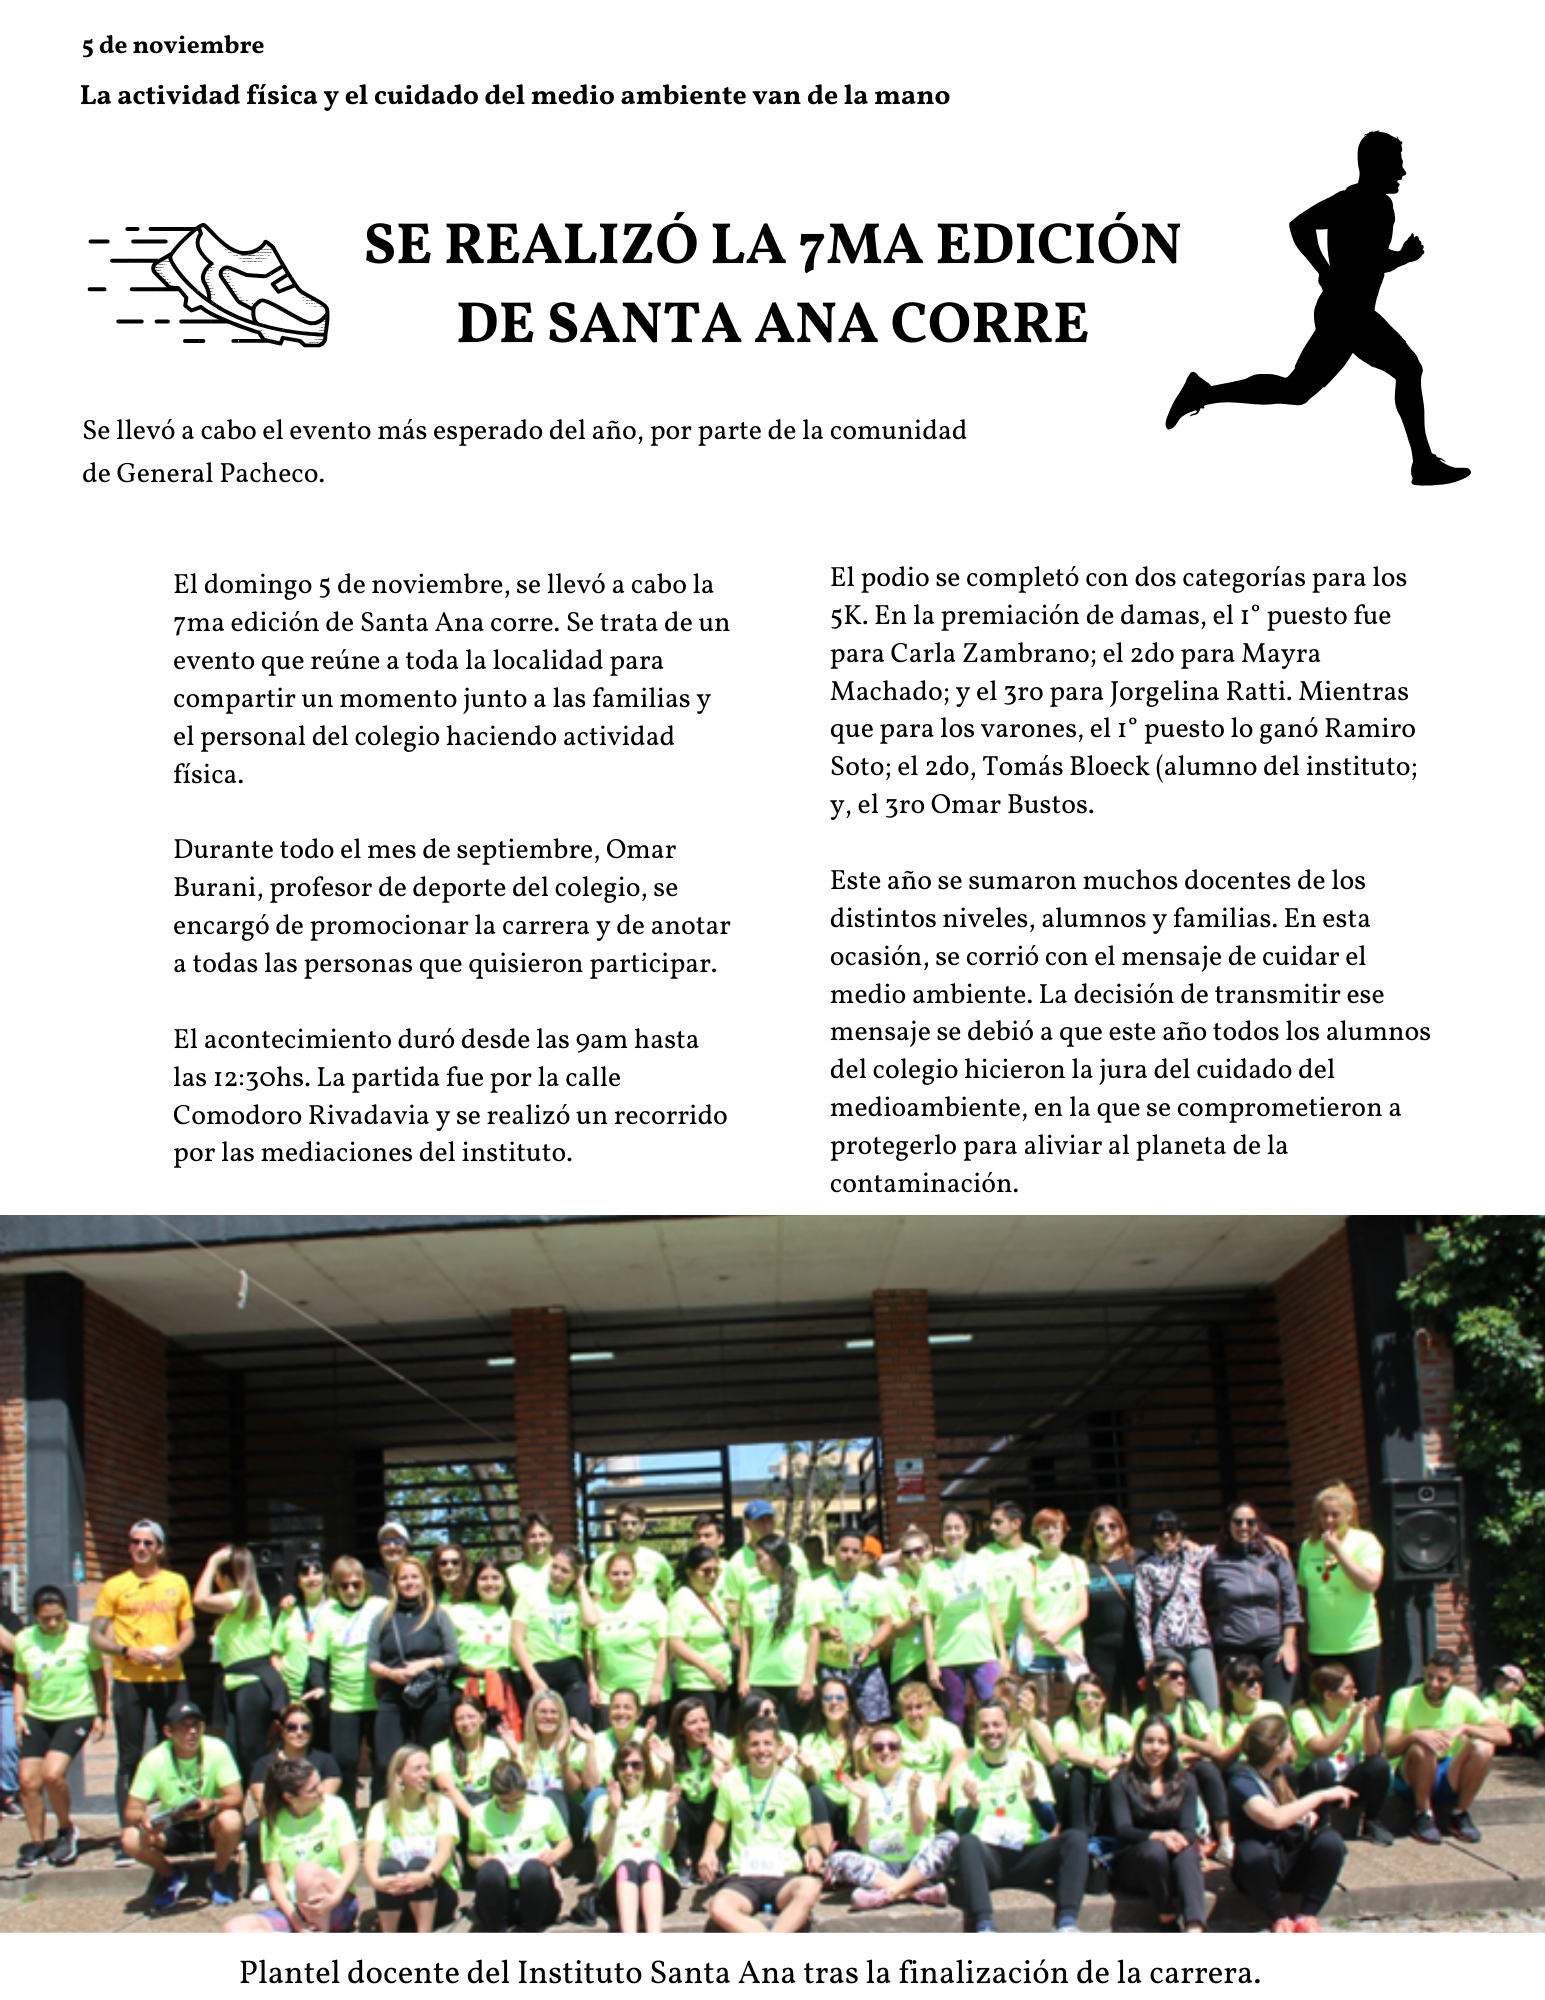 5 de noviembre
La actividad física y el cuidado del medio ambiente van de la mano
SE REALIZÓ LA 7MA EDICIÓN
DE SANTA ANA CORRE
Se llevó a cabo el evento más esperado del año, por parte de la comunidad
de General Pacheco.
El domingo 5 de noviembre, se llevó a cabo la
7ma edición de Santa Ana corre. Se trata de un
evento que reúne a toda la localidad para
compartir un momento junto a las familias y
el personal del colegio haciendo actividad
física.
Durante todo el mes de septiembre, Omar
Burani, profesor de deporte del colegio, se
encargó de promocionar la carrera y de anotar
a todas las personas que quisieron participar.
El acontecimiento duró desde las 9am hasta
las 12:30hs. La partida fue por la calle
Comodoro Rivadavia y se realizó un recorrido
por las mediaciones del instituto.
El podio se completó con dos categorías para los
5K. En la premiación de damas, el 1° puesto fue
para Carla Zambrano; el 2do para Mayra
Machado; y el 3ro para Jorgelina Ratti. Mientras
que para los varones, el 1° puesto lo ganó Ramiro
Soto; el 2do, Tomás Bloeck (alumno del instituto;
y, el 3ro Omar Bustos.
Este año se sumaron muchos docentes de los
distintos niveles, alumnos y familias. En esta
ocasión, se corrió con el mensaje de cuidar el
medio ambiente. La decisión de transmitir ese
mensaje se debió a que este año todos los alumnos
del colegio hicieron la jura del cuidado del
medioambiente, en la que se comprometieron a
protegerlo para aliviar al planeta de la
contaminación.
Plantel docente del Instituto Santa Ana tras la finalización de la carrera.